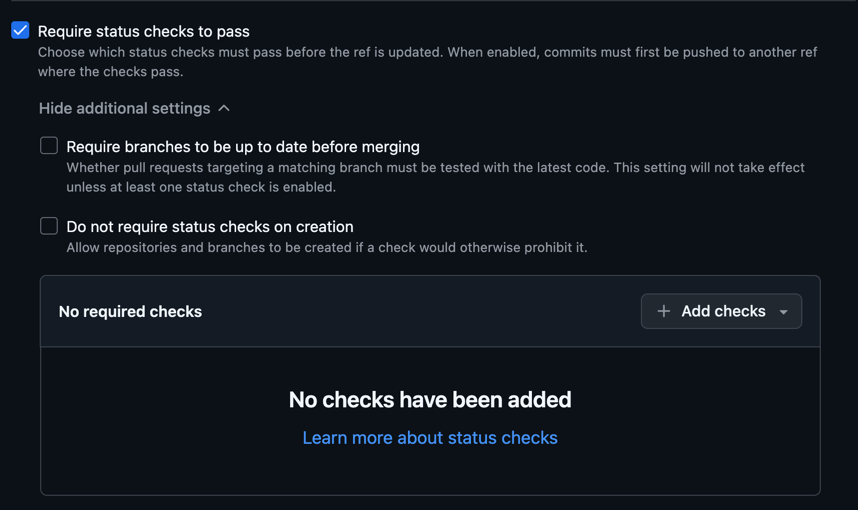 Require status checks to pass
Choose which status checks must pass before the ref is updated. When enabled, commits must first be pushed to another ref
where the checks pass.
Hide additional settings
Require branches to be up to date before merging
Whether pull requests targeting a matching branch must be tested with the latest code. This setting will not take effect
unless at least one status check is enabled.
Do not require status checks on creation
Allow repositories and branches to be created if a check would otherwise prohibit it.
No required checks
Add checks
No checks have been added
Learn more about status checks